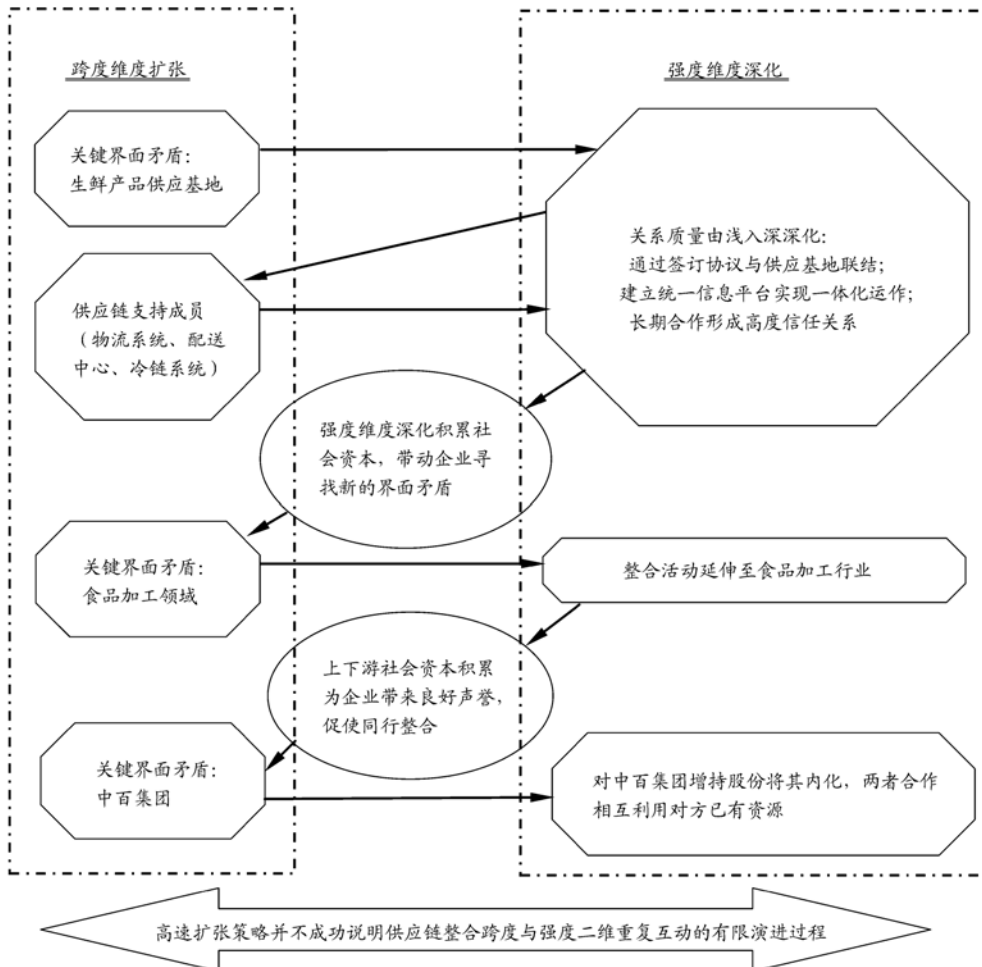 跨度维度扩张
强度维度深化
关键界面矛盾：
生鲜产品供应基地
关系质量由浅入深深化：
通过签订协议与供应基地联结；
建立统一信息平台实现一体化运作；
长期合作形成高度信任关系
供应链支持成员
（物流系统、配送
中心、冷链系统）
强度维度深化积累社
会资本，带动企业寻
找新的界面矛盾
关键界面矛盾：
食品加工领域
整合活动延伸至食品加工行业
上下游社会资本积累
为企业带来良好声誉，
促使同行整合
关键界面矛盾：
中百集团
对中百集团增持股份将其内化，两者合作
相互利用对方已有资源
高速扩张策略并不成功说明供应链整合跨度与强度二维重复互动的有限演进过程